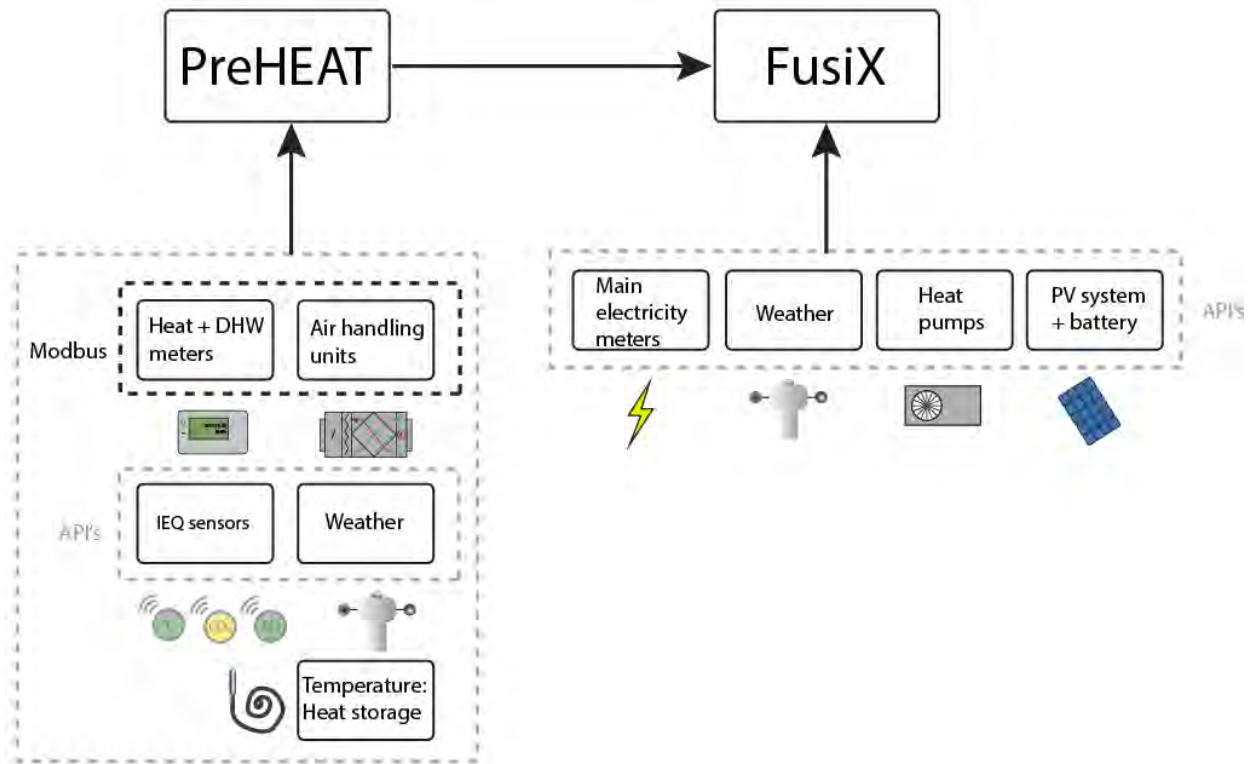 PreHEAT
FusiX
Modbus
Heat + DHW
meters
Air handling
units
API's
IEQ sensors
Weather
Temperature:
Heat storage
Main
electricity
meters
Weather
Heat
pumps
PV system
+ battery
API's